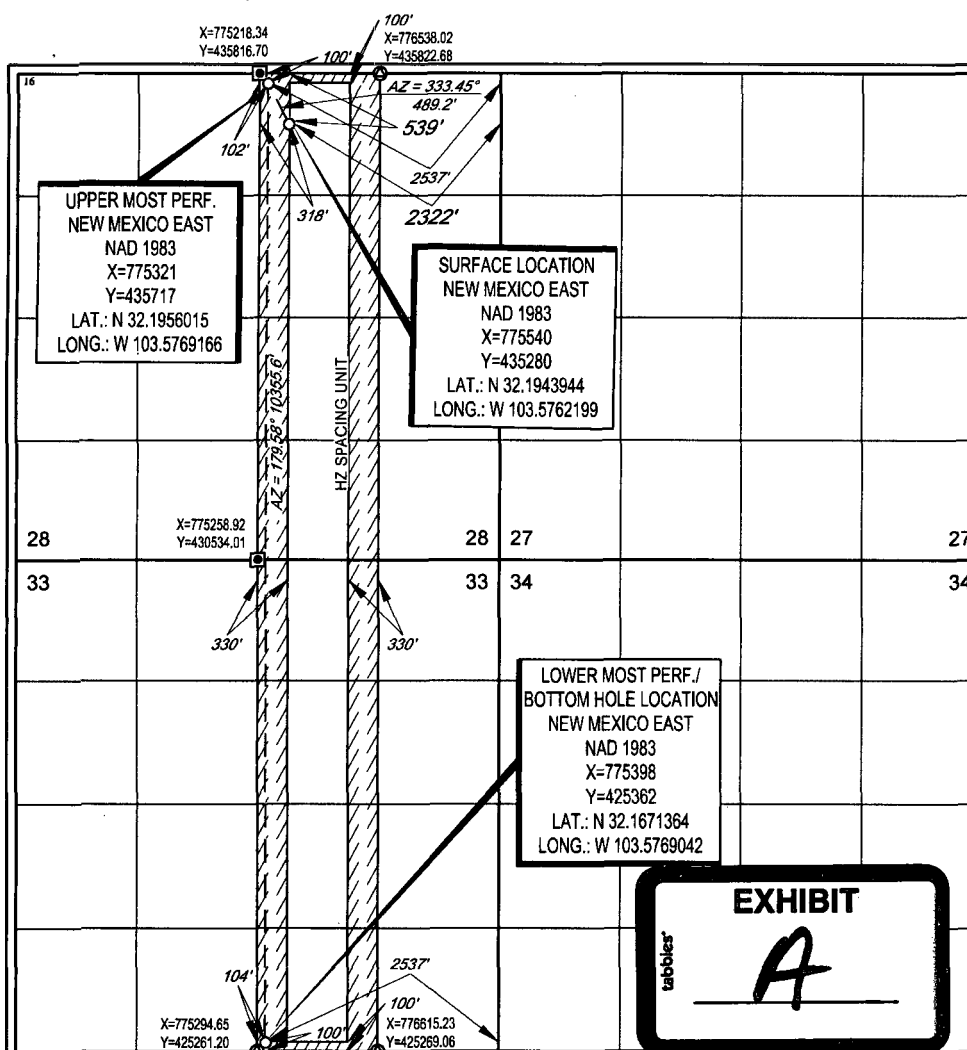 X=775218.34
Y=435816.70
100'
X=776538.02
Y=435822.68
100'
16
AZ = 333.45°
489.2'
539'
102'
2537'
318'
2322'
UPPER MOST PERF.
NEW MEXICO EAST
NAD 1983
X=775321
Y=435717
LAT.: N 32.1956015
LONG.: W 103.5769166
SURFACE LOCATION
NEW MEXICO EAST
NAD 1983
X=775540
Y=435280
LAT.: N 32.1943944
LONG.: W 103.5762199
AZ = 179.58° 10355.6'
HZ SPACING UNIT
X=775258.92
Y=430534.01
28
28
27
27
33
33
34
34
330'
330'
LOWER MOST PERF./
BOTTOM HOLE LOCATION
NEW MEXICO EAST
NAD 1983
X=775398
Y=425362
LAT.: N 32.1671364
LONG.: W 103.5769042
104'
2537'
100'
100'
X=775294.65
Y=425261.20
X=776615.23
Y=425269.06
EXHIBIT
tabbies'
A